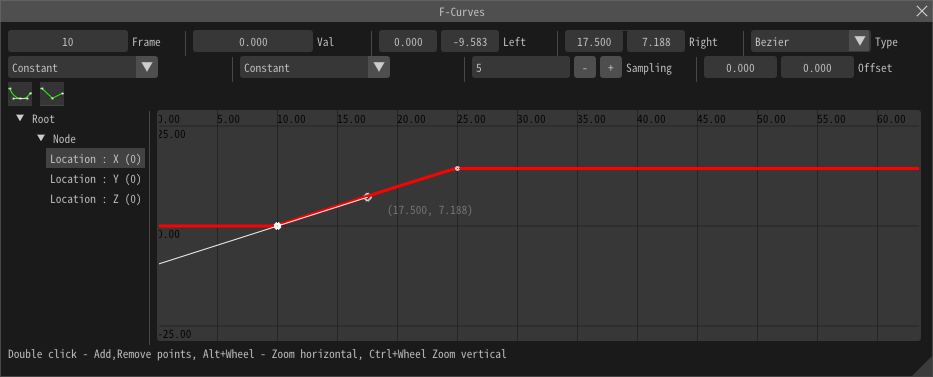 F-Curves
10 Frame 0.000 Val 0.000 -9.583 Left 17.500 7.188 Right Bezier Type
Constant Constant 5 - + Sampling 0.000 0.000 Offset
Root
Node
Location : X (0)
Location : Y (0)
Location : Z (0)
0.00 5.00 10.00 15.00 20.00 25.00 30.00 35.00 40.00 45.00 50.00 55.00 60.00
25.00
(17.500, 7.188)
0.00
-25.00
Double click - Add,Remove points, Alt+Wheel - Zoom horizontal, Ctrl+Wheel Zoom vertical